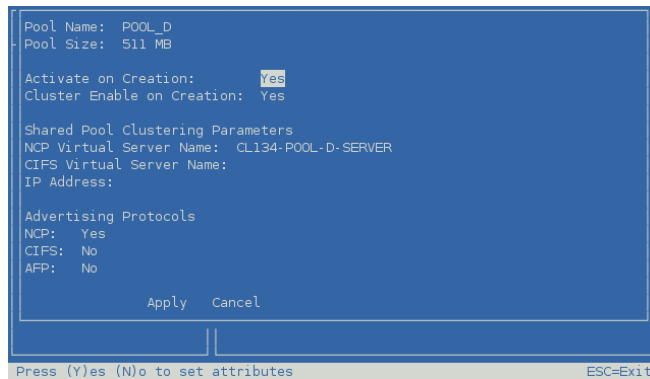 Pool Name: POOL_D
Pool Size: 511 MB
Activate on Creation: Yes
Cluster Enable on Creation: Yes
Shared Pool Clustering Parameters
NCP Virtual Server Name: CL134-POOL-D-SERVER
CIFS Virtual Server Name:
IP Address:
Advertising Protocols
NCP: Yes
CIFS: No
AFP: No
Apply Cancel
Press (Y)es (N)o to set attributes ESC=Exit